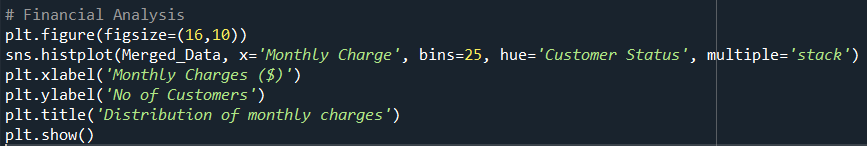 # Financial Analysis
plt.figure(figsize=(16,10))
sns.histplot(Merged_Data, x='Monthly Charge', bins=25, hue='Customer Status', multiple='stack')
plt.xlabel('Monthly Charges ($)')
plt.ylabel('No of Customers')
plt.title('Distribution of monthly charges')
plt.show()